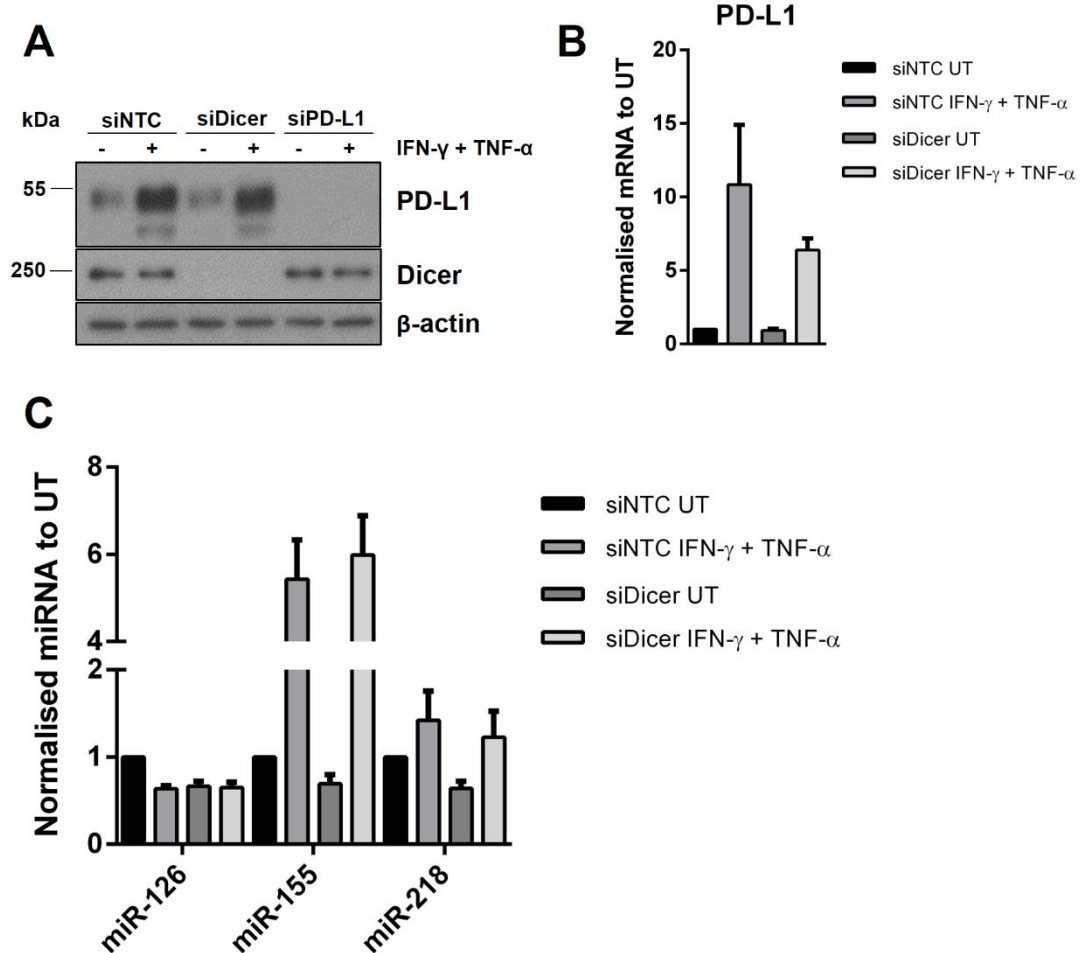 A
kDa
siNTC siDicer siPD-L1
- + - + - + IFN-γ + TNF-α
55
PD-L1
250
Dicer
β-actin
B
PD-L1
Normalised mRNA to UT
20
15
10
5
0
siNTC UT
siNTC IFN-γ + TNF-α
siDicer UT
siDicer IFN-γ + TNF-α
C
Normalised miRNA to UT
8
6
4
2
1
0
miR-126
miR-155
miR-218
siNTC UT
siNTC IFN-γ + TNF-α
siDicer UT
siDicer IFN-γ + TNF-α